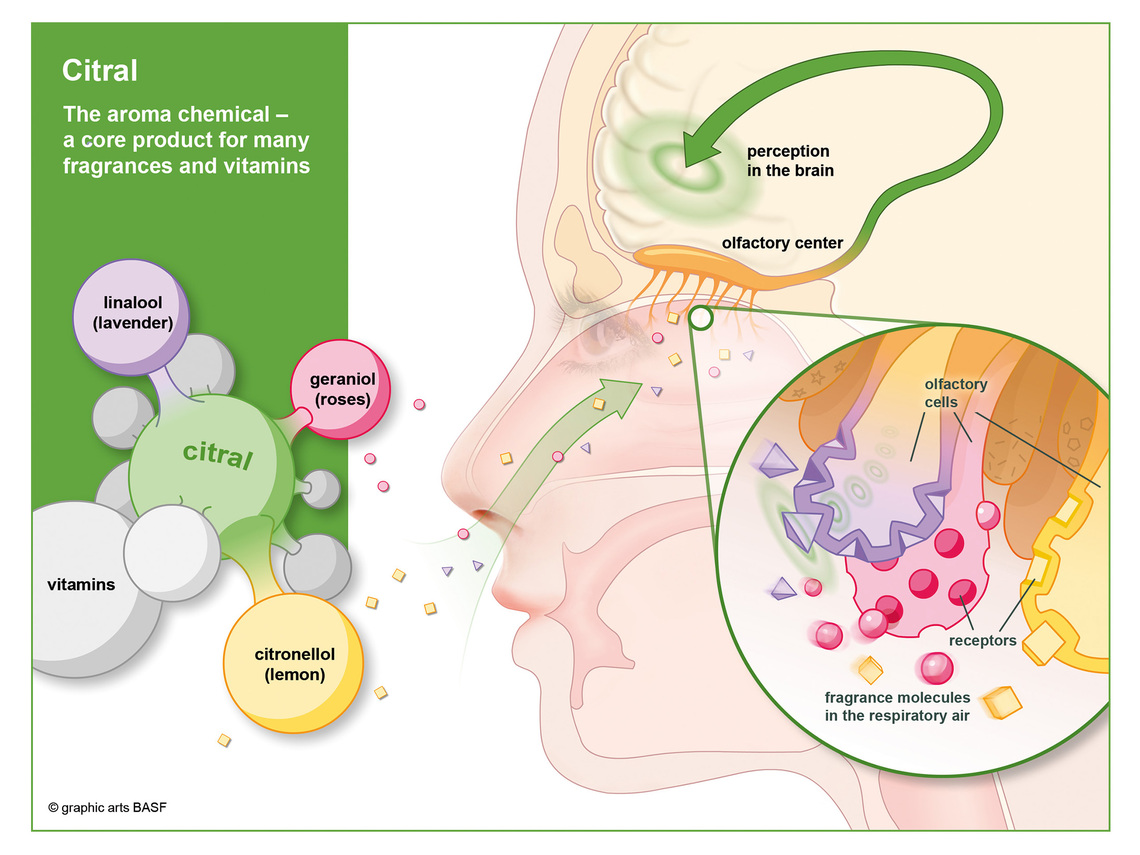 Citral
The aroma chemical –
a core product for many
fragrances and vitamins
linalool
(lavender)
geraniol
(roses)
citral
vitamins
citronellol
(lemon)
perception
in the brain
olfactory center
olfactory
cells
receptors
fragrance molecules
in the respiratory air
© graphic arts BASF